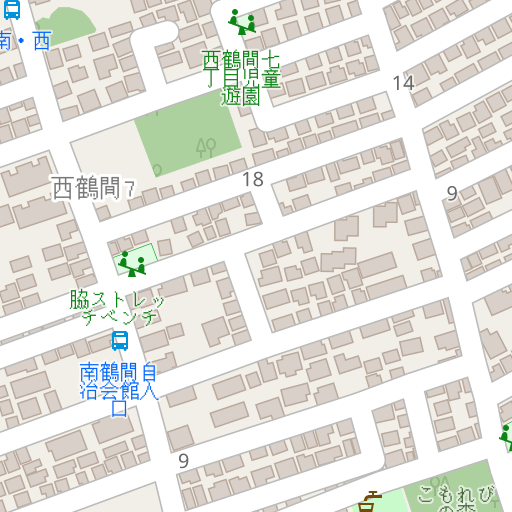 南・西
西鶴間七
丁目児童
遊園
14
西鶴間 7
18
9
脇ストレッ
チベンチ
南鶴間自
治会館入
口
9
こもれび
の森